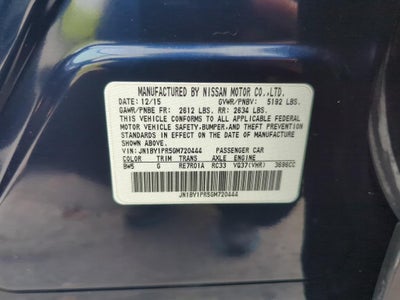 MANUFACTURED BY NISSAN MOTOR CO.,LTD.
DATE: 12/15 GVWR/PNBV: 5192 LBS.
GAWR/PNBE FR: 2612 LBS. RR: 2634 LBS.
THIS VEHICLE CONFORMS TO ALL APPLICABLE FEDERAL
MOTOR VEHICLE SAFETY, BUMPER, AND THEFT PREVENTION
STANDARDS IN EFFECT ON THE DATE OF MANUFACTURE
SHOWN ABOVE.
VIN: JN1BY1PR5GM720444 PASSENGER CAR
COLOR TRIM TRANS AXLE ENGINE
BW5 G RE7R01A RC33 VQ37(VHR) 3696CC
JN1BY1PR5GM720444